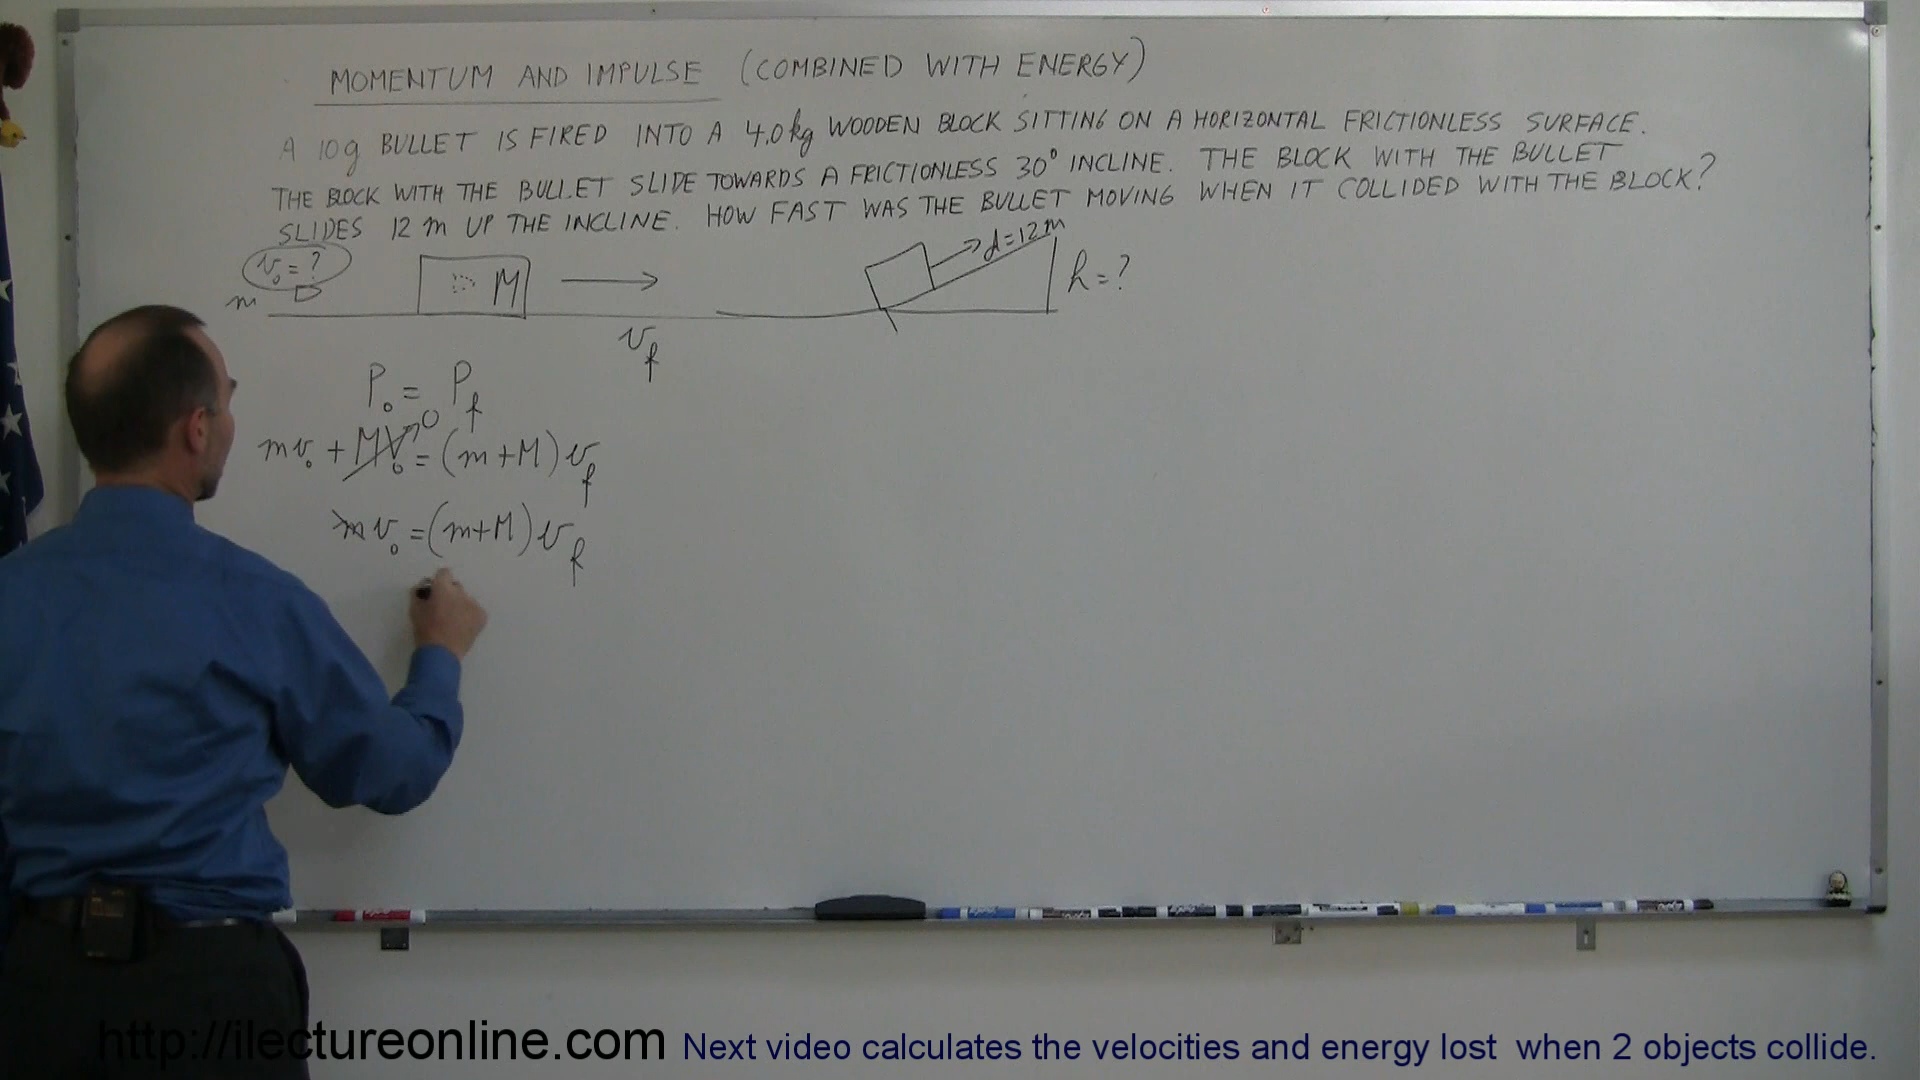 MOMENTUM AND IMPULSE (COMBINED WITH ENERGY)
A 10g BULLET IS FIRED INTO A 4.0kg WOODEN BLOCK SITTING ON A HORIZONTAL FRICTIONLESS SURFACE.
THE BLOCK WITH THE BULLET SLIDE TOWARDS A FRICTIONLESS 30° INCLINE. THE BLOCK WITH THE BULLET
SLIDES 12 m UP THE INCLINE. HOW FAST WAS THE BULLET MOVING WHEN IT COLLIDED WITH THE BLOCK?
v₀ = ?
m
M
d=12m
h=?
v_f
P₀ = P_f
mv₀ + MV₀ = (m+M)v_f
0
mv₀ = (m+M)v_f
http://ilectureonline.com Next video calculates the velocities and energy lost when 2 objects collide.